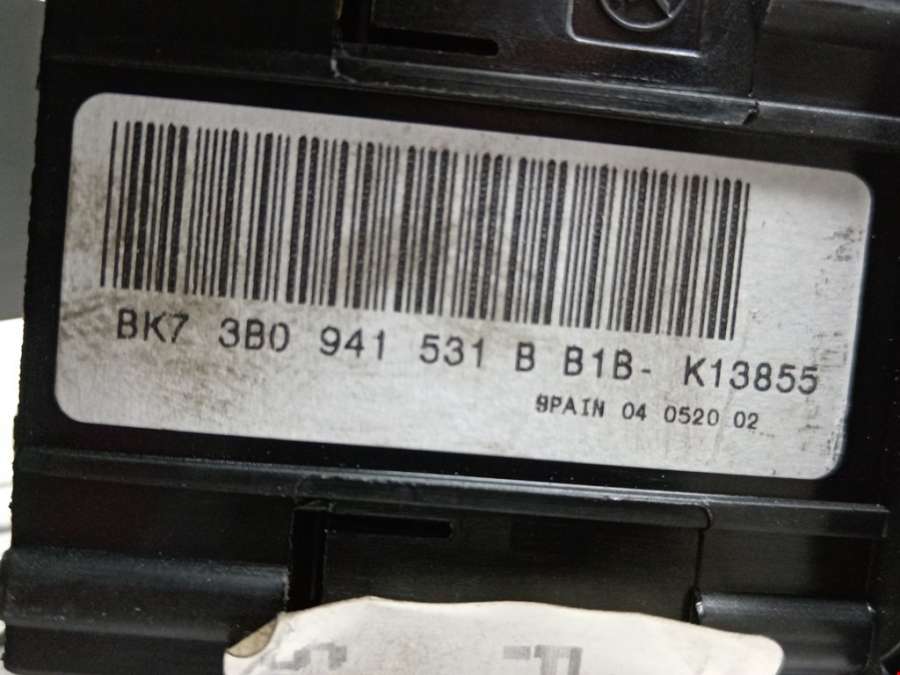 BK7 3B0 941 531 B B1B- K13855
SPAIN 04 0520 02